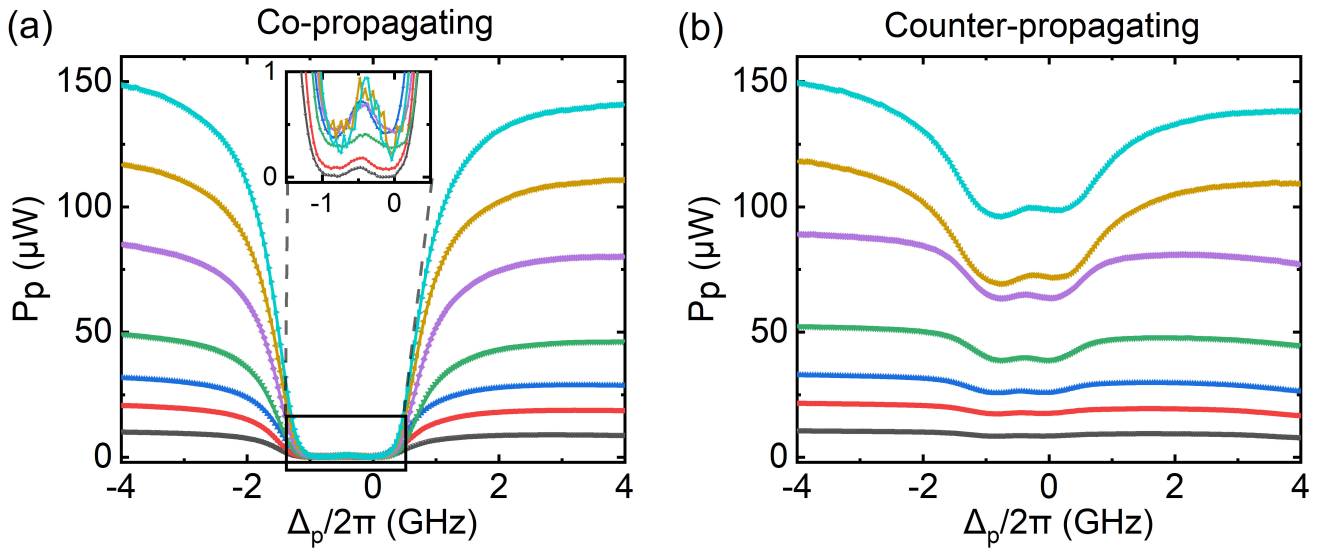 (a) Co-propagating
150
100
50
0
Pp (μW)
1
0
-1 0
-4 -2 0 2 4
Δp/2π (GHz)
(b) Counter-propagating
150
100
50
0
Pp (μW)
-4 -2 0 2 4
Δp/2π (GHz)